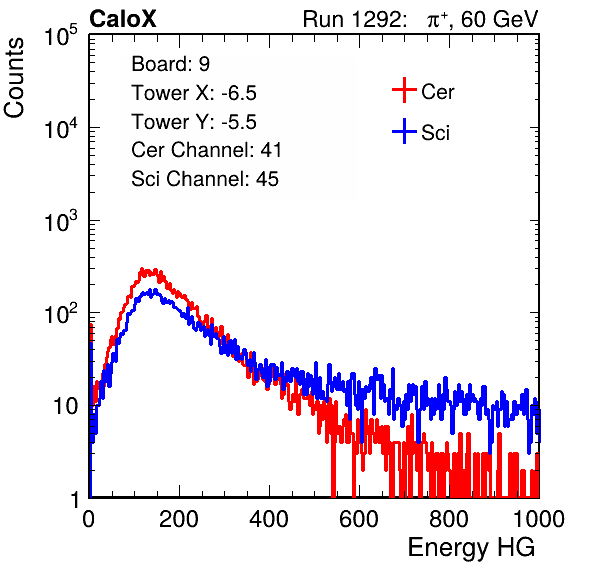 CaloX Run 1292: π⁺, 60 GeV
Counts
Board: 9
Tower X: -6.5
Tower Y: -5.5
Cer Channel: 41
Sci Channel: 45
Cer
Sci
10⁵
10⁴
10³
10²
10
1
0 200 400 600 800 1000
Energy HG